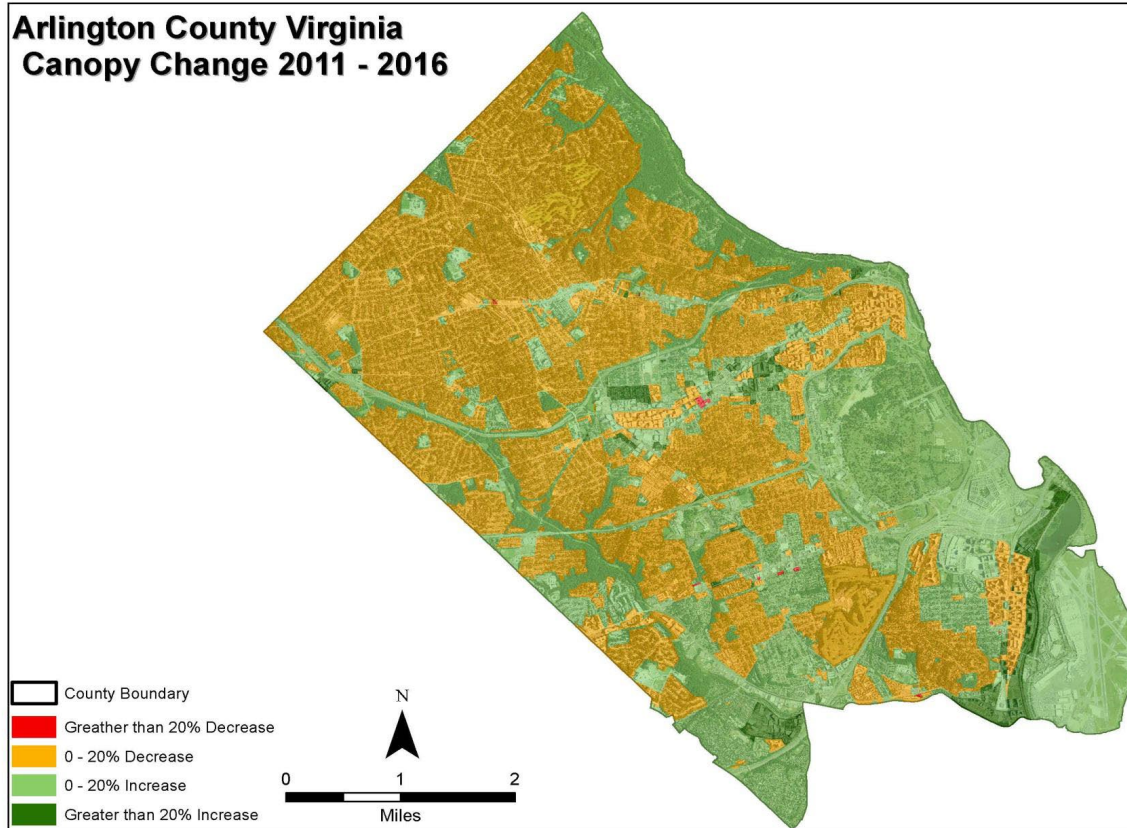 Arlington County Virginia
Canopy Change 2011 - 2016
County Boundary
Greather than 20% Decrease
0 - 20% Decrease
0 - 20% Increase
Greater than 20% Increase
N
0 1 2
Miles